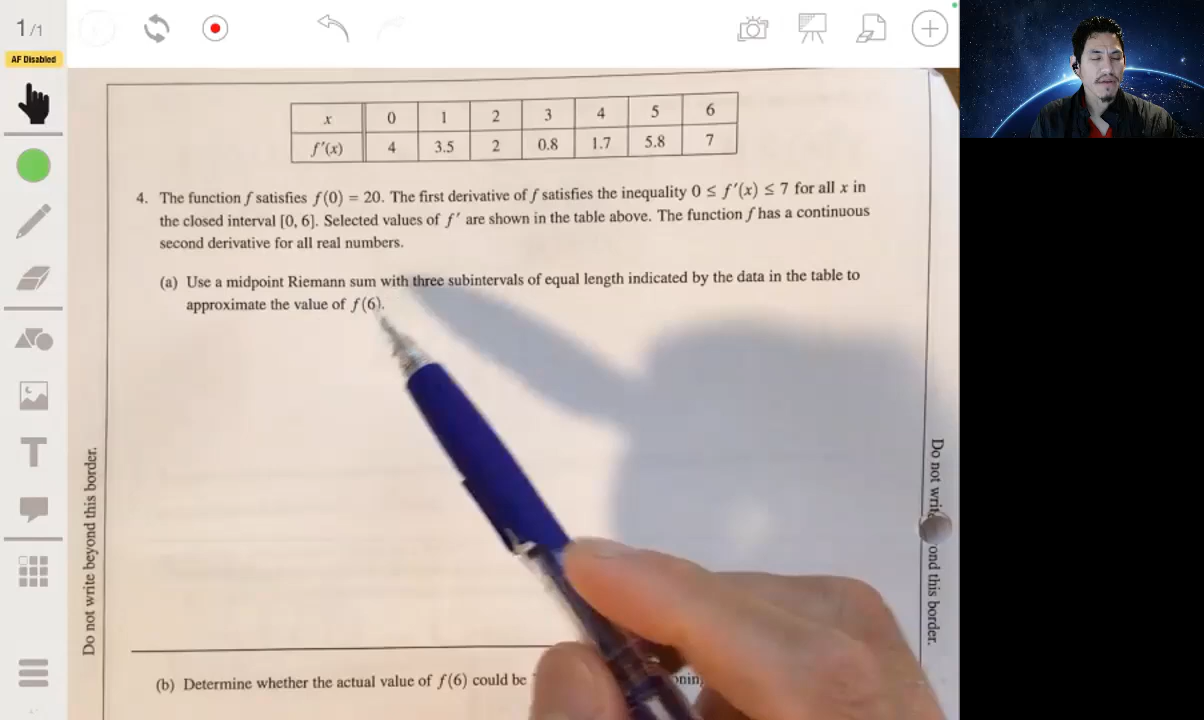 1/1
AF Disabled
x 0 1 2 3 4 5 6
f'(x) 4 3.5 2 0.8 1.7 5.8 7
4. The function f satisfies f(0) = 20. The first derivative of f satisfies the inequality 0 ≤ f'(x) ≤ 7 for all x in
the closed interval [0, 6]. Selected values of f' are shown in the table above. The function f has a continuous
second derivative for all real numbers.
(a) Use a midpoint Riemann sum with three subintervals of equal length indicated by the data in the table to
approximate the value of f(6).
(b) Determine whether the actual value of f(6) could be
Do not write beyond this border.
Do not ond this border.
T